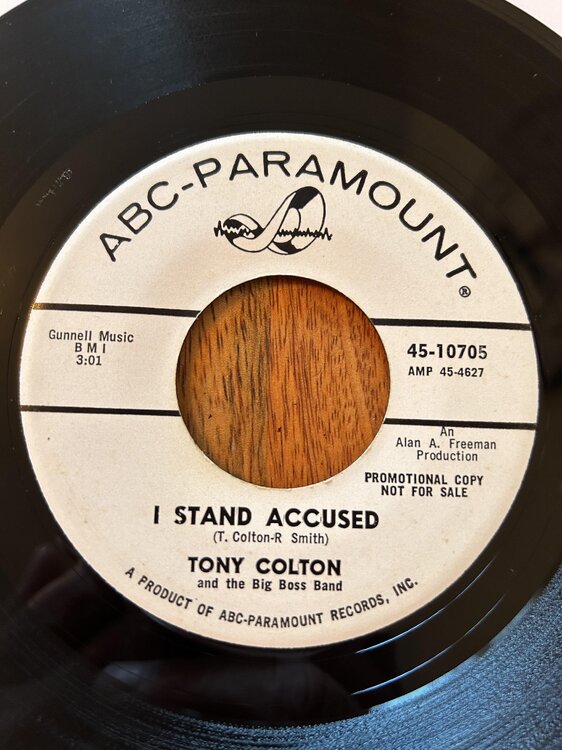 ABC-PARAMOUNT®
Gunnell Music
B M I
3:01
45-10705
AMP 45-4627
An
Alan A. Freeman
Production
PROMOTIONAL COPY
NOT FOR SALE
I STAND ACCUSED
(T. Colton-R Smith)
TONY COLTON
and the Big Boss Band
A PRODUCT OF ABC-PARAMOUNT RECORDS, INC.